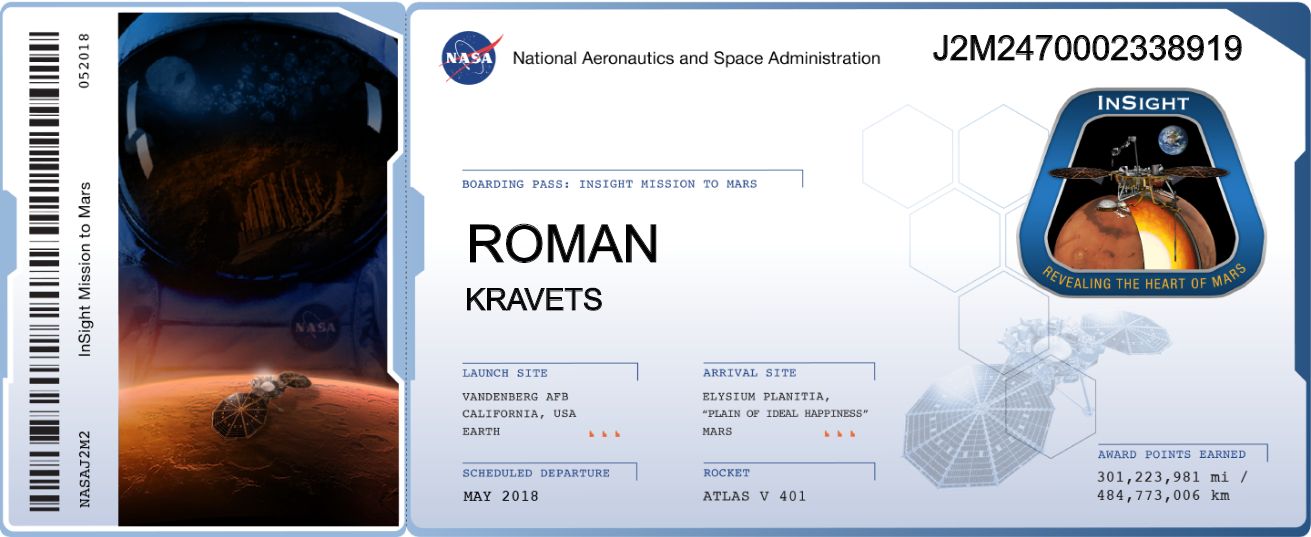 052018
InSight Mission to Mars
NASAJ2M2
NASA
NASA
National Aeronautics and Space Administration
J2M2470002338919
INSIGHT
REVEALING THE HEART OF MARS
BOARDING PASS: INSIGHT MISSION TO MARS
ROMAN
KRAVETS
LAUNCH SITE
VANDENBERG AFB
CALIFORNIA, USA
EARTH
ARRIVAL SITE
ELYSIUM PLANITIA,
“PLAIN OF IDEAL HAPPINESS”
MARS
SCHEDULED DEPARTURE
MAY 2018
ROCKET
ATLAS V 401
AWARD POINTS EARNED
301,223,981 mi /
484,773,006 km